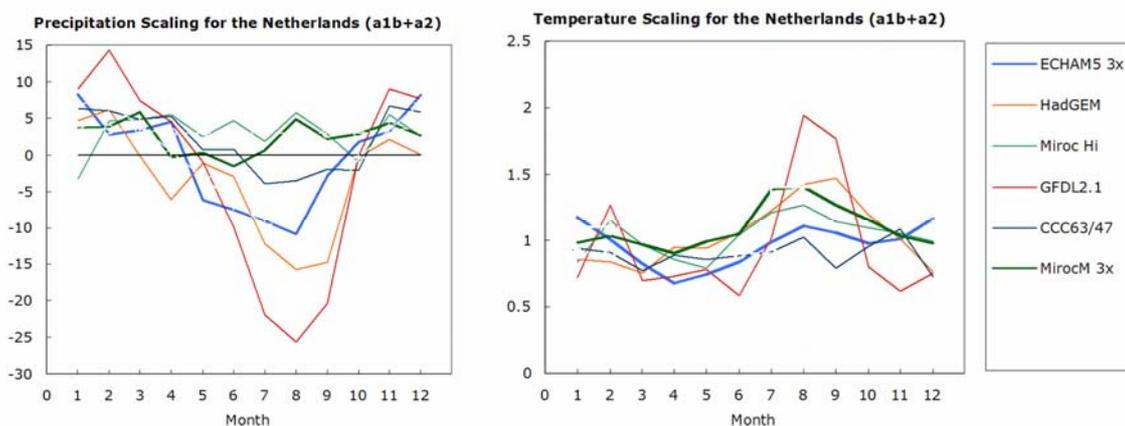 Precipitation Scaling for the Netherlands (a1b+a2)
15
10
5
0
-5
-10
-15
-20
-25
-30
0 1 2 3 4 5 6 7 8 9 10 11 12
Month
Temperature Scaling for the Netherlands (a1b+a2)
2.5
2
1.5
1
0.5
0
0 1 2 3 4 5 6 7 8 9 10 11 12
Month
ECHAM5 3x
HadGEM
Miroc Hi
GFDL2.1
CCC63/47
MirocM 3x